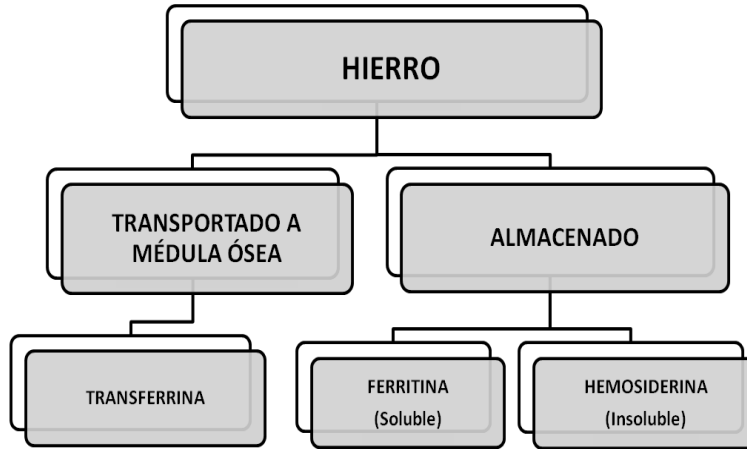 HIERRO
TRANSPORTADO A
MÉDULA ÓSEA
ALMACENADO
TRANSFERRINA
FERRITINA
(Soluble)
HEMOSIDERINA
(Insoluble)